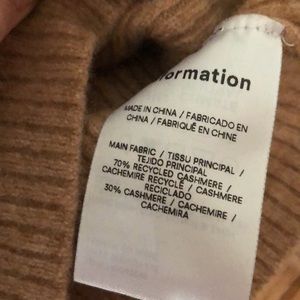 ormation
MADE IN CHINA / FABRICADO EN
CHINA / FABRIQUÉ EN CHINE
MAIN FABRIC / TISSU PRINCIPAL /
TEJIDO PRINCIPAL
70% RECYCLED CASHMERE /
CACHEMIRE RECYCLÉ / CASHMERE
RECICLADO
30% CASHMERE / CACHEMIRE /
CACHEMIRA